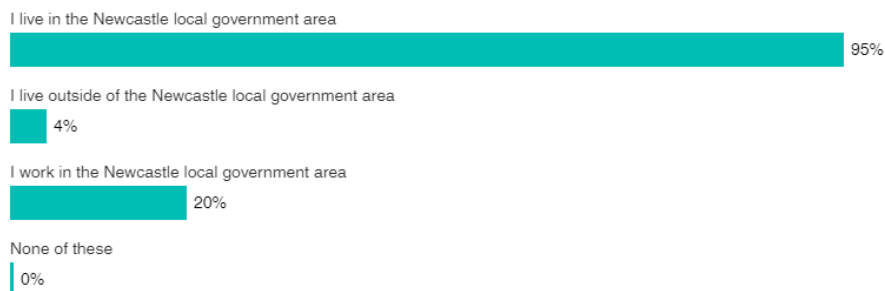 I live in the Newcastle local government area
95%
I live outside of the Newcastle local government area
4%
I work in the Newcastle local government area
20%
None of these
0%